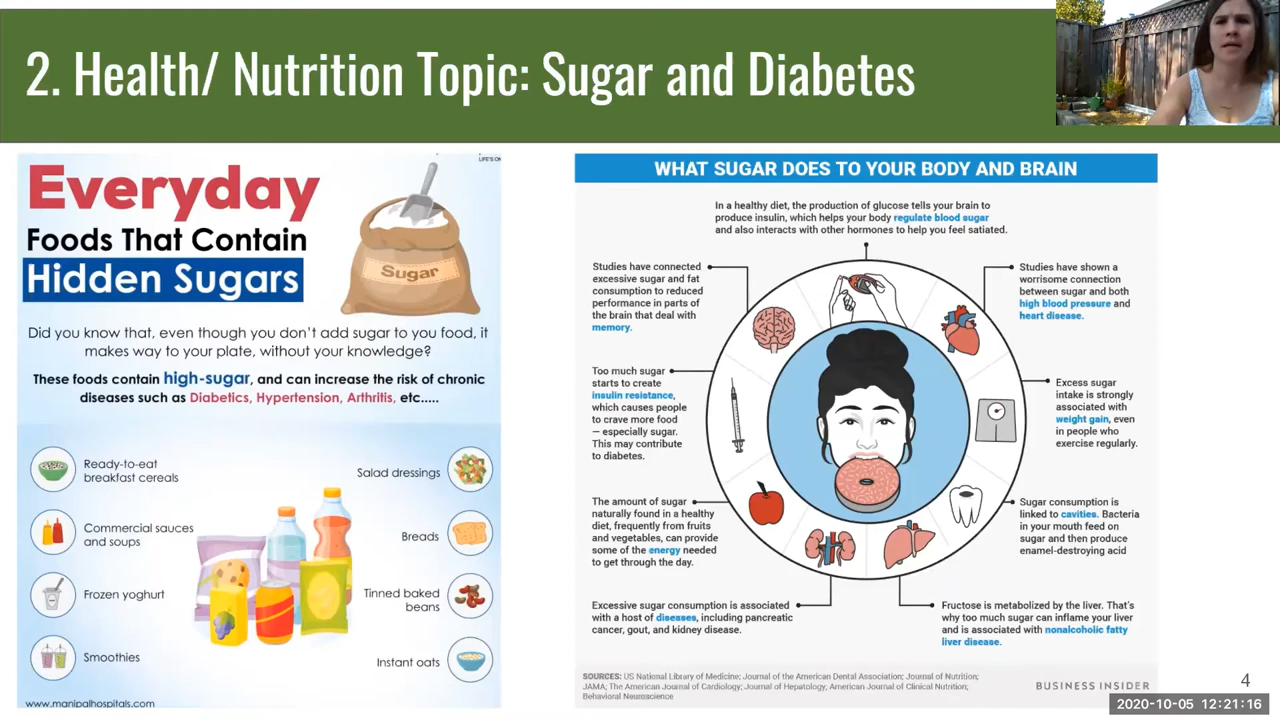 2. Health/ Nutrition Topic: Sugar and Diabetes
LIFE'S ON
Everyday
Foods That Contain
Hidden Sugars
Sugar
Did you know that, even though you don't add sugar to you food, it
makes way to your plate, without your knowledge?
These foods contain high-sugar, and can increase the risk of chronic
diseases such as Diabetics, Hypertension, Arthritis, etc.....
Ready-to-eat
breakfast cereals
Commercial sauces
and soups
Frozen yoghurt
Smoothies
Salad dressings
Breads
Tinned baked
beans
Instant oats
www.manipalhospitals.com
WHAT SUGAR DOES TO YOUR BODY AND BRAIN
In a healthy diet, the production of glucose tells your brain to
produce insulin, which helps your body regulate blood sugar
and also interacts with other hormones to help you feel satiated.
Studies have connected
excessive sugar and fat
consumption to reduced
performance in parts of
the brain that deal with
memory.
Too much sugar
starts to create
insulin resistance,
which causes people
to crave more food
— especially sugar.
This may contribute
to diabetes.
The amount of sugar
naturally found in a healthy
diet, frequently from fruits
and vegetables, can provide
some of the energy needed
to get through the day.
Excessive sugar consumption is associated
with a host of diseases, including pancreatic
cancer, gout, and kidney disease.
Studies have shown a
worrisome connection
between sugar and both
high blood pressure and
heart disease.
Excess sugar
intake is strongly
associated with
weight gain, even
in people who
exercise regularly.
Sugar consumption is
linked to cavities. Bacteria
in your mouth feed on
sugar and then produce
enamel-destroying acid
Fructose is metabolized by the liver. That's
why too much sugar can inflame your liver
and is associated with nonalcoholic fatty
liver disease.
SOURCES: US National Library of Medicine; Journal of the American Dental Association; Journal of Nutrition;
JAMA; The American Journal of Cardiology; Journal of Hepatology; American Journal of Clinical Nutrition;
Behavioral Neuroscience
BUSINESS INSIDER
4
2020-10-05 12:21:16